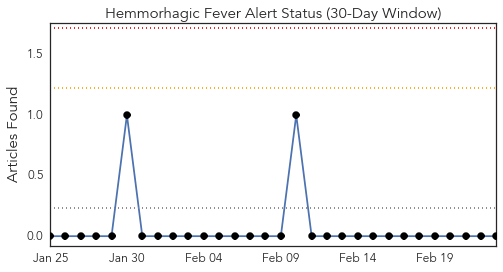 Hemmorhagic Fever Alert Status (30-Day Window)
Articles Found
1.5
1.0
0.5
0.0
Jan 25 Jan 30 Feb 04 Feb 09 Feb 14 Feb 19